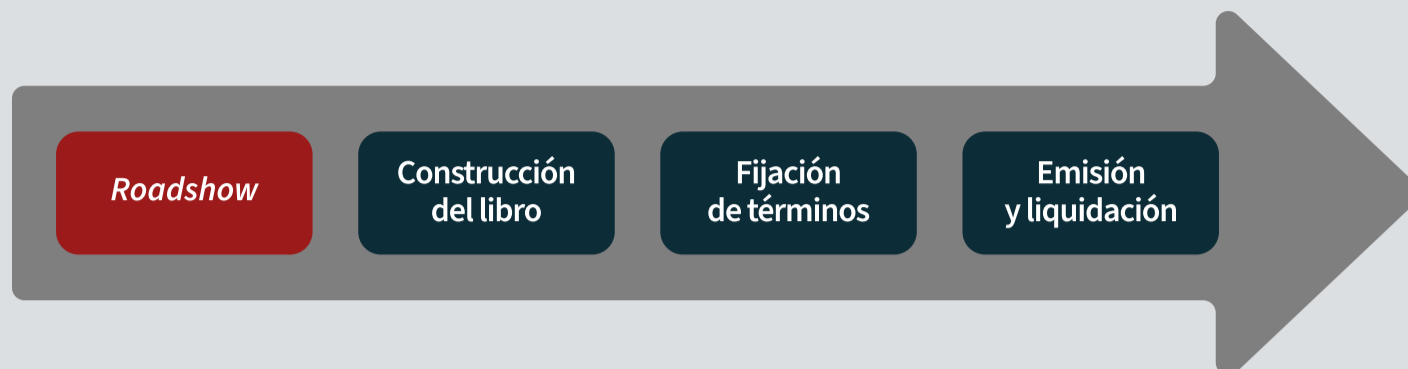 Roadshow
Construcción
del libro
Fijación
de términos
Emisión
y liquidación